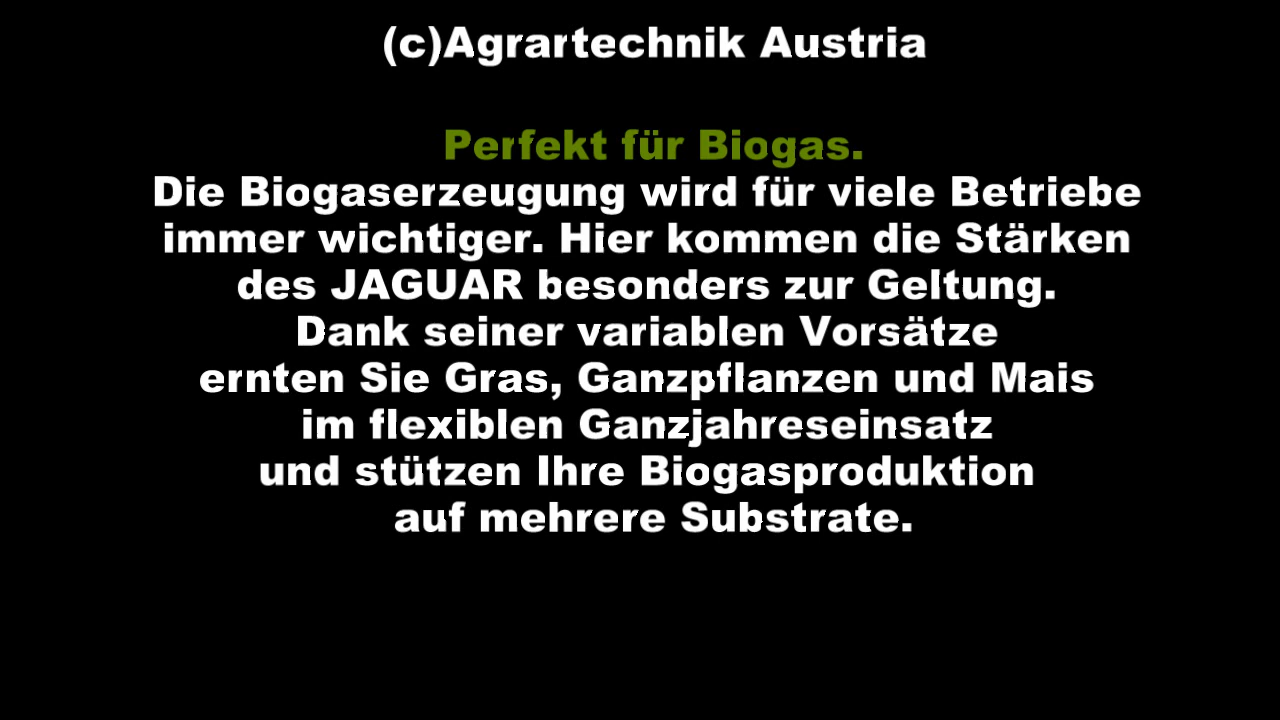 (c)Agrartechnik Austria
Perfekt für Biogas.
Die Biogaserzeugung wird für viele Betriebe
immer wichtiger. Hier kommen die Stärken
des JAGUAR besonders zur Geltung.
Dank seiner variablen Vorsätze
ernten Sie Gras, Ganzpflanzen und Mais
im flexiblen Ganzjahreseinsatz
und stützen Ihre Biogasproduktion
auf mehrere Substrate.